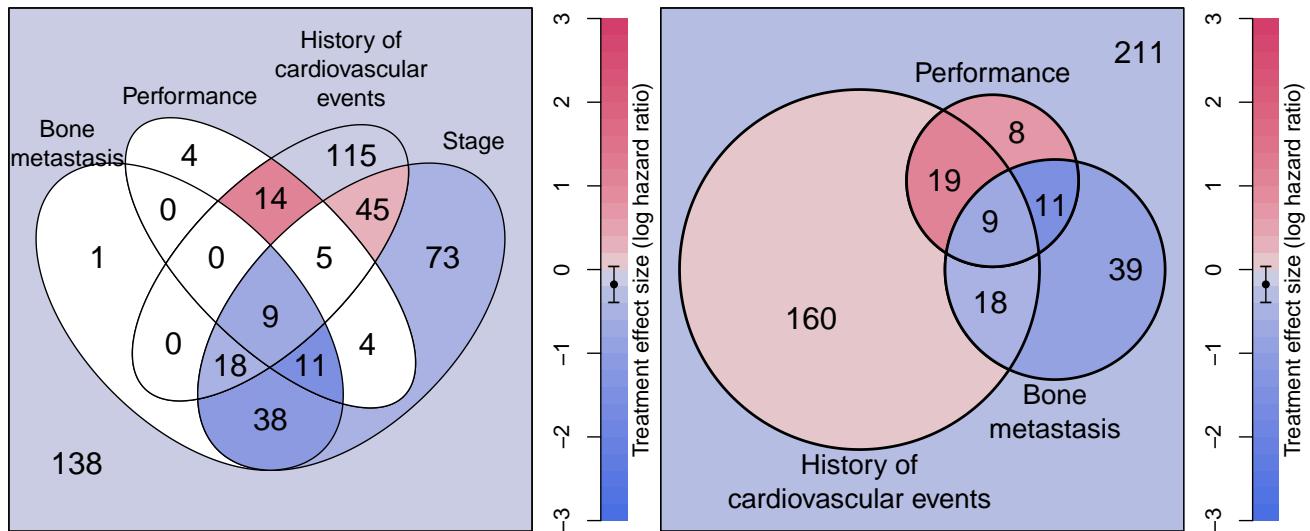 History of
cardiovascular
events
Performance
Bone
metastasis
Stage
4
115
14
45
0
1
0
5
73
9
0
18
11
4
38
138
3
2
1
0
−1
−2
−3
Treatment effect size (log hazard ratio)
211
Performance
8
19
11
9
39
18
160
Bone
metastasis
History of
cardiovascular events
3
2
1
0
−1
−2
−3
Treatment effect size (log hazard ratio)